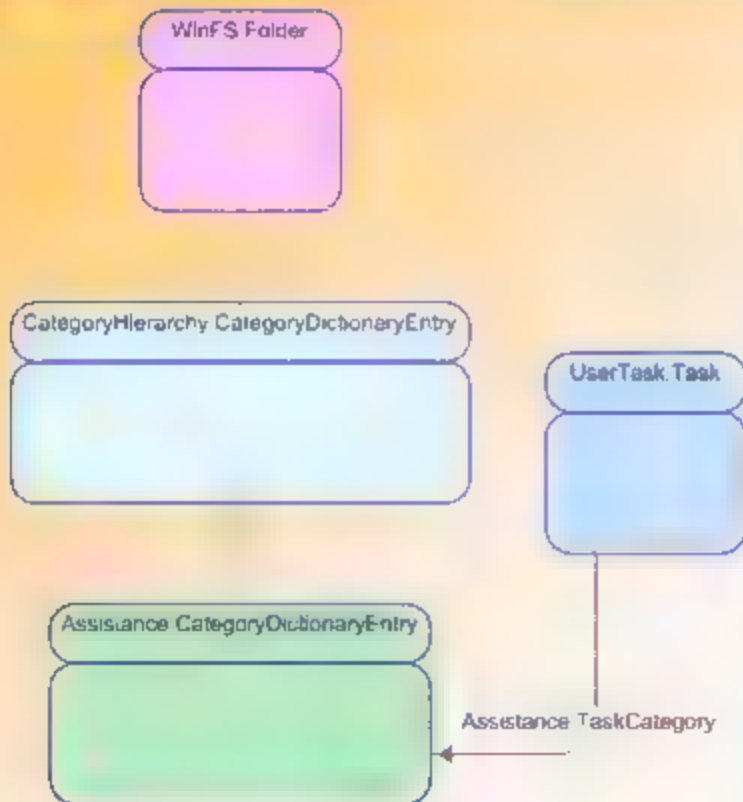 WinFS Folder
CategoryHierarchy CategoryDictionaryEntry
UserTask.Task
Assistance CategoryDictionaryEntry
Assistance TaskCategory